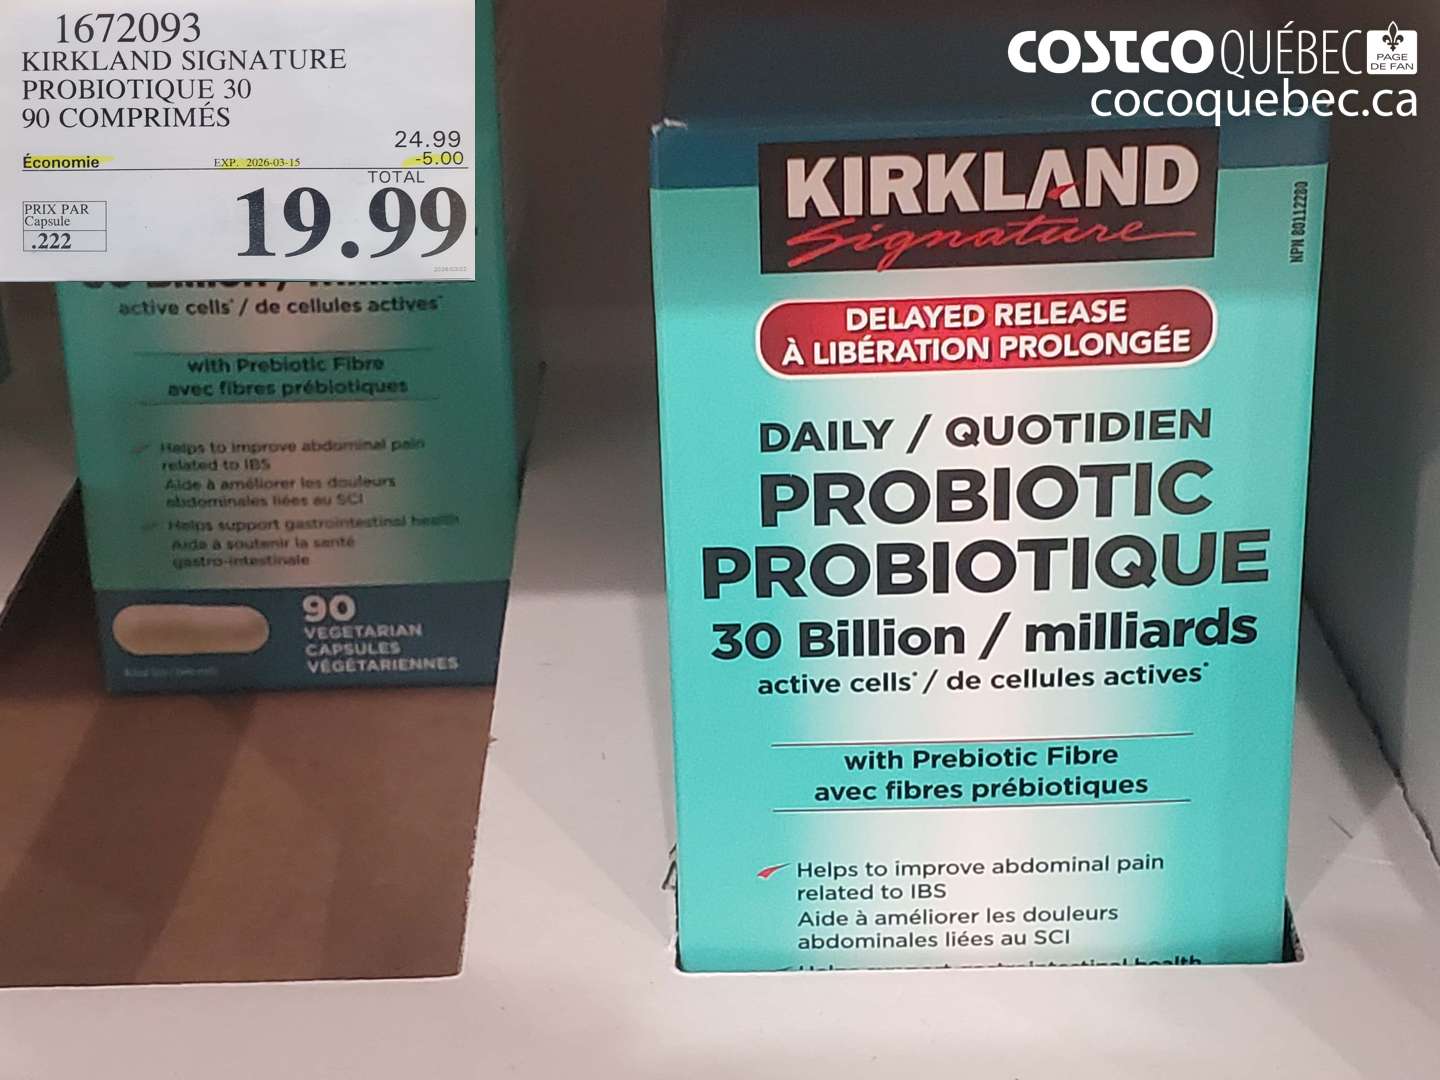 1672093
KIRKLAND SIGNATURE
PROBIOTIQUE 30
90 COMPRIMÉS
24.99
Économie
EXP. 2026-03-15
-5.00
TOTAL
PRIX PAR
Capsule
.222
19.99
COSTCO QUÉBEC
PAGE
DE FAN
cocoquebec.ca
active cells* / de cellules actives*
with Prebiotic Fibre
avec fibres prébiotiques
Helps to improve abdominal pain
related to IBS
Aide à améliorer les douleurs
abdominales liées au SCI
Helps support gastrointestinal health
Aide à soutenir la santé
gastro-intestinale
90
VEGETARIAN
CAPSULES
VÉGÉTARIENNES
KIRKLAND
Signature
NPN 80112280
DELAYED RELEASE
À LIBÉRATION PROLONGÉE
DAILY / QUOTIDIEN
PROBIOTIC
PROBIOTIQUE
30 Billion / milliards
active cells* / de cellules actives*
with Prebiotic Fibre
avec fibres prébiotiques
Helps to improve abdominal pain
related to IBS
Aide à améliorer les douleurs
abdominales liées au SCI
Helps support gastrointestinal health